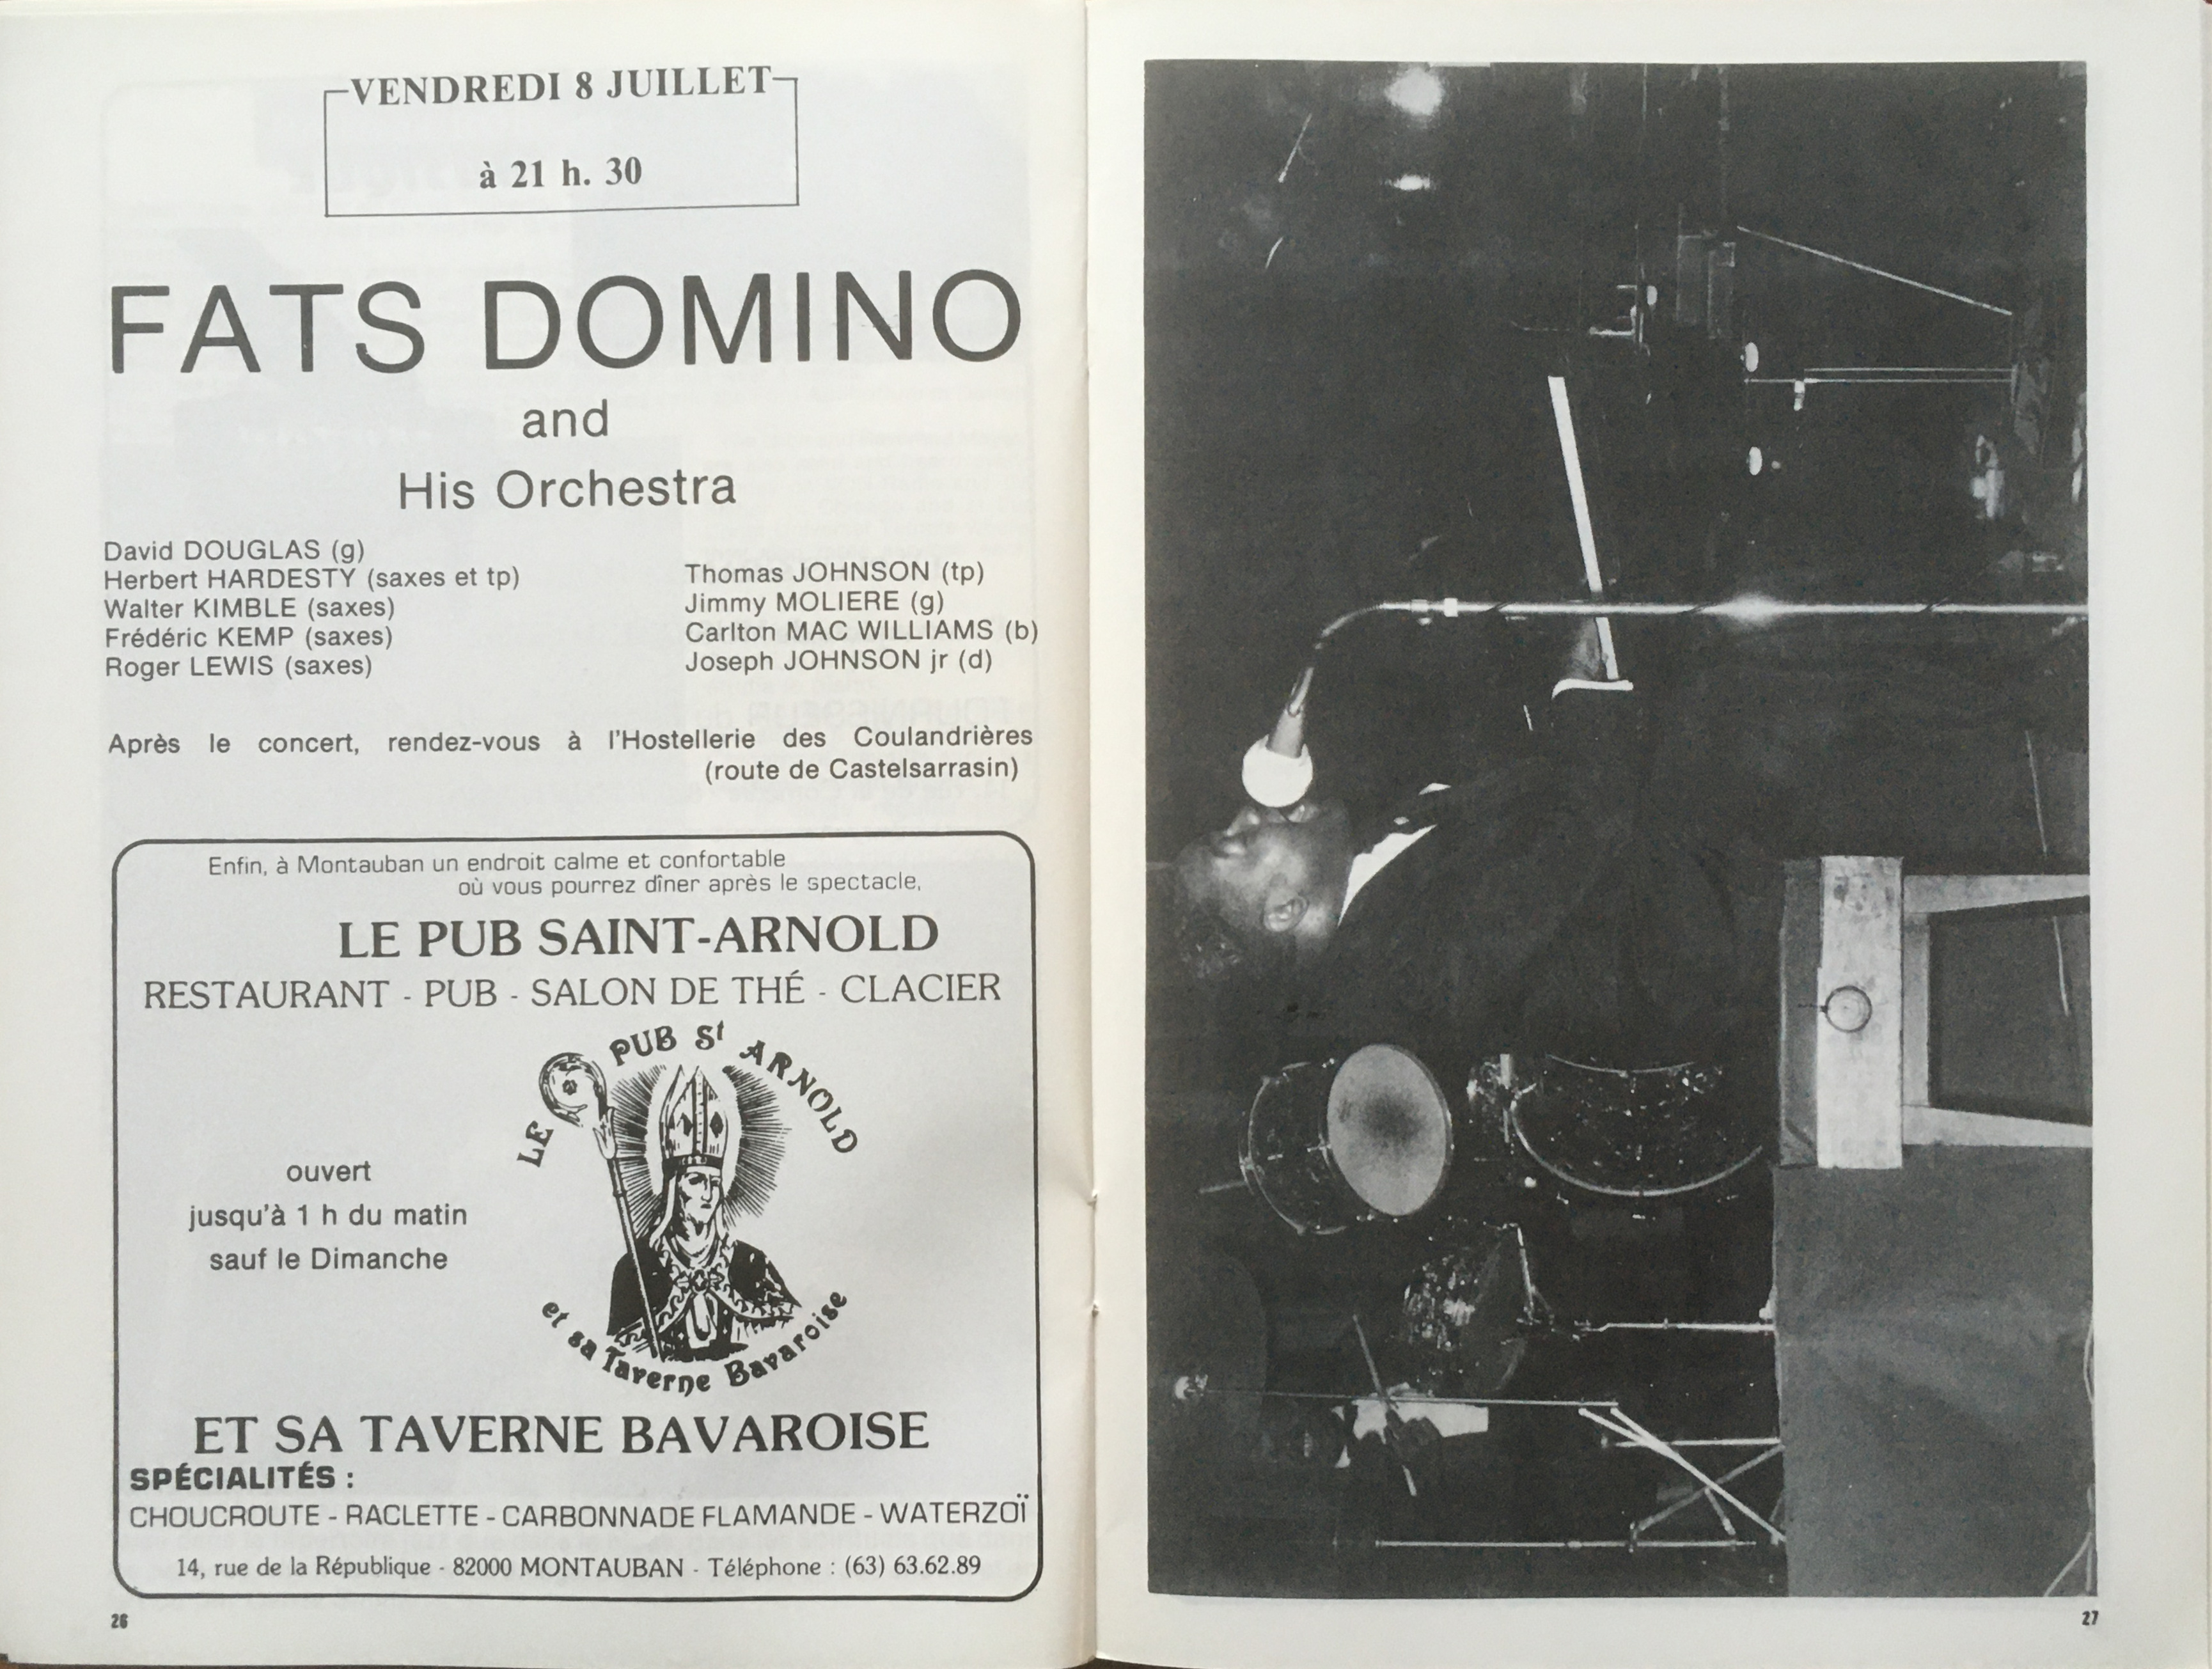 VENDREDI 8 JUILLET
à 21 h. 30
FATS DOMINO
and
His Orchestra
David DOUGLAS (g)
Herbert HARDESTY (saxes et tp)
Walter KIMBLE (saxes)
Frédéric KEMP (saxes)
Roger LEWIS (saxes)
Thomas JOHNSON (tp)
Jimmy MOLIERE (g)
Carlton MAC WILLIAMS (b)
Joseph JOHNSON jr (d)
Après le concert, rendez-vous à l'Hostellerie des Coulandrières
(route de Castelsarrasin)
Enfin, à Montauban un endroit calme et confortable
où vous pourrez dîner après le spectacle,
LE PUB SAINT-ARNOLD
RESTAURANT - PUB - SALON DE THÉ - CLACIER
LE PUB St ARNOLD
et sa Taverne Bavaroise
ouvert
jusqu'à 1 h du matin
sauf le Dimanche
ET SA TAVERNE BAVAROISE
SPÉCIALITÉS :
CHOUCROUTE - RACLETTE - CARBONNADE FLAMANDE - WATERZOÏ
14, rue de la République - 82000 MONTAUBAN - Téléphone : (63) 63.62.89
26
27